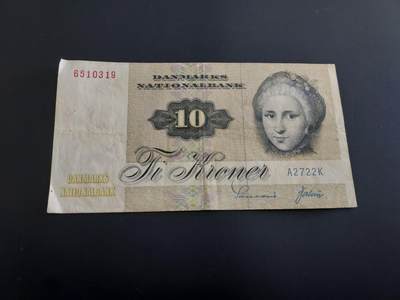 6510319
DANMARKS
NATIONALBANK
10
Ti Kroner
A2722K
DANMARKS
NATIONALBANK